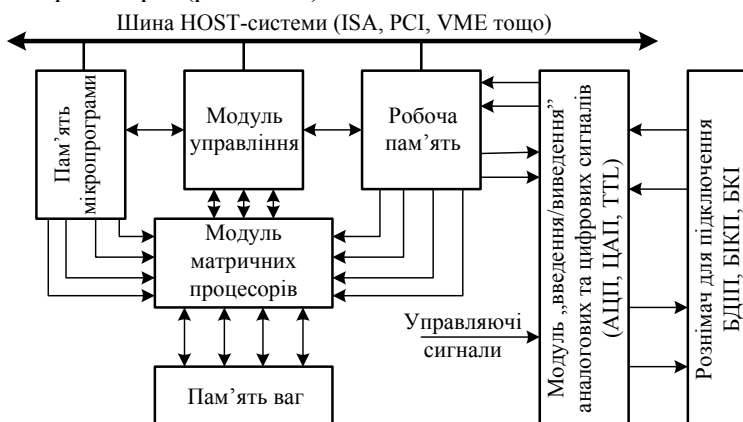 Шина HOST-системи (ISA, PCI, VME тощо)
Пам’ять
мікропрограми
Модуль
управління
Робоча
пам’ять
Модуль „введення/виведення”
аналогових та цифрових сигналів
(АЦП, ЦАП, TTL)
Рознімач для підключення
БДІП, БІКП, БКІ
Модуль
матричних
процесорів
Управляючі
сигнали
Пам’ять ваг